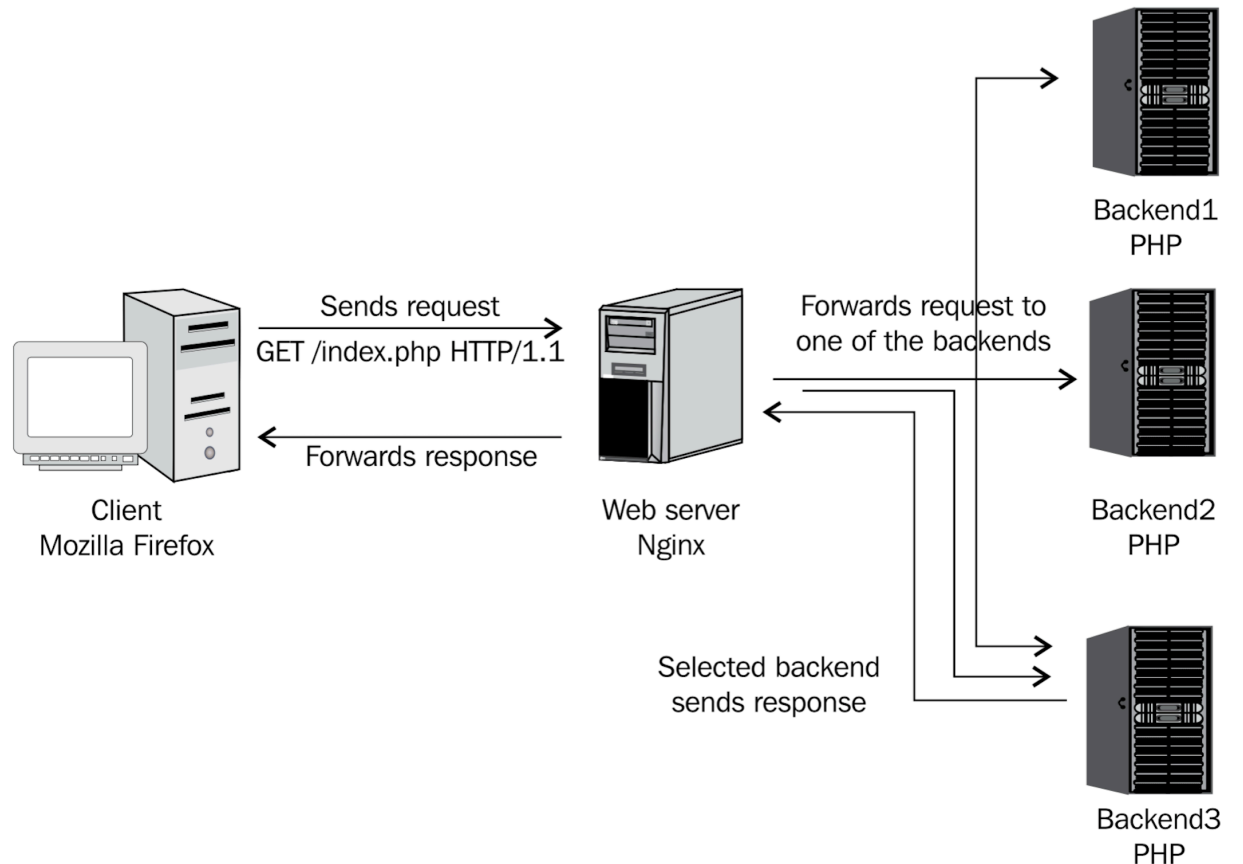 Backend1
PHP
Sends request
GET /index.php HTTP/1.1
Forwards request to
one of the backends
Forwards response
Client
Mozilla Firefox
Web server
Nginx
Backend2
PHP
Selected backend
sends response
Backend3
PHP